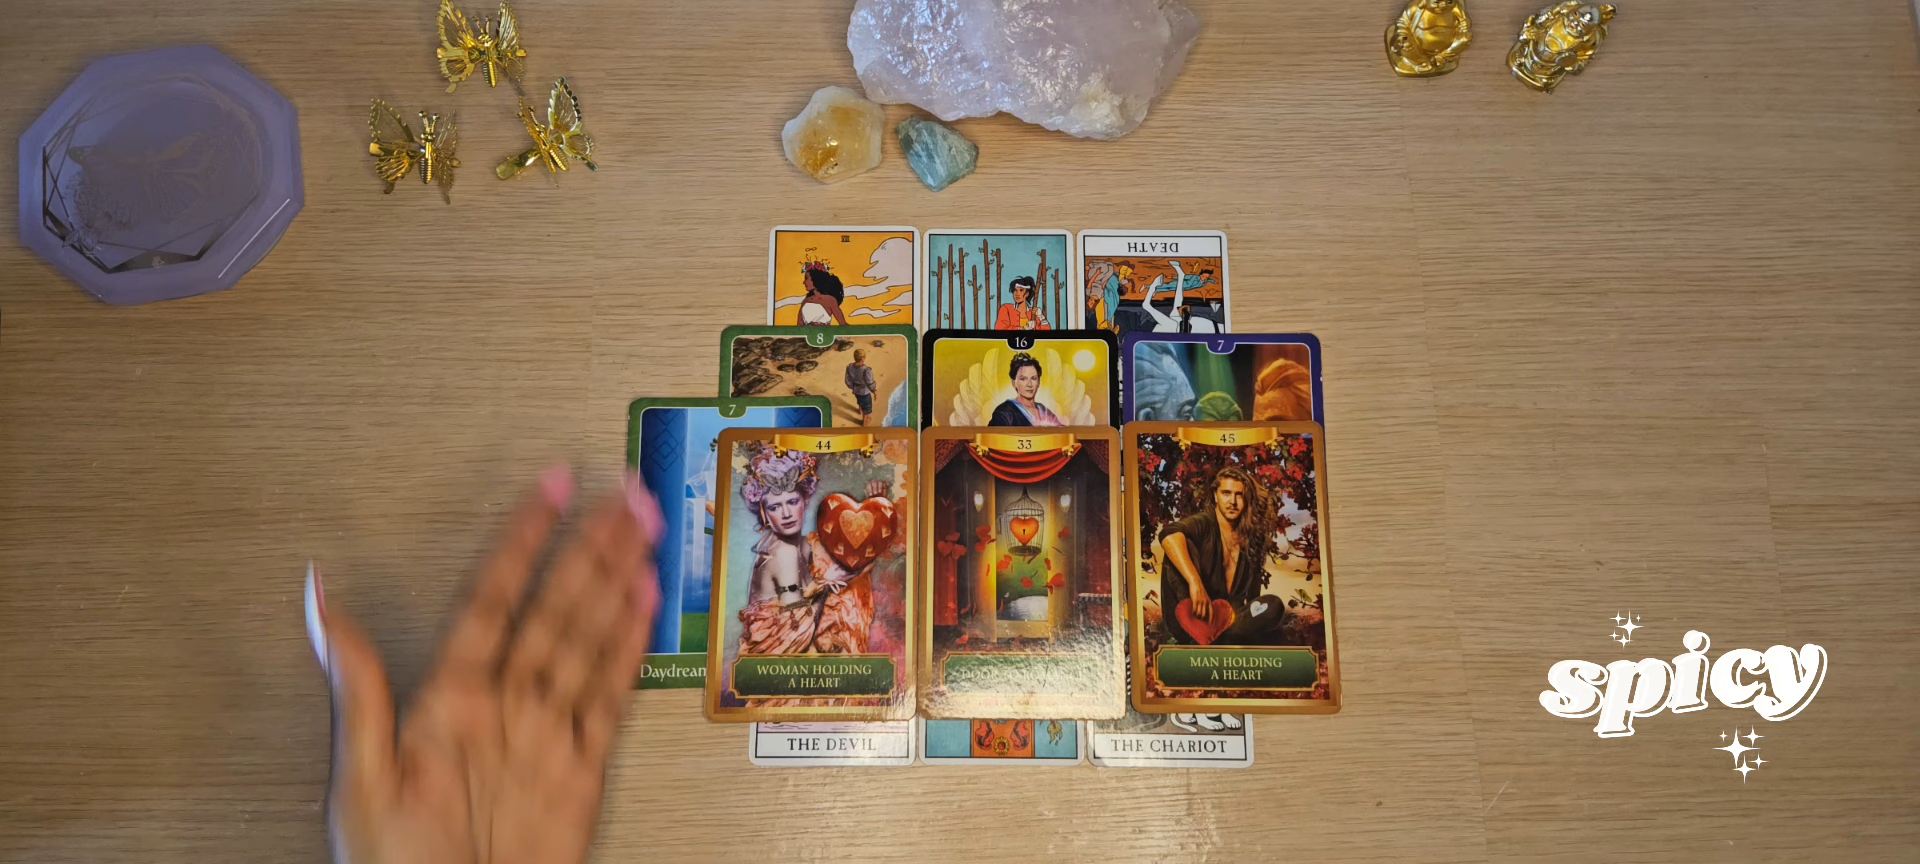 DEATH
8
16
7
7
44
33
45
Daydream
WOMAN HOLDING
A HEART
MAN HOLDING
A HEART
THE DEVIL
THE CHARIOT
spicy